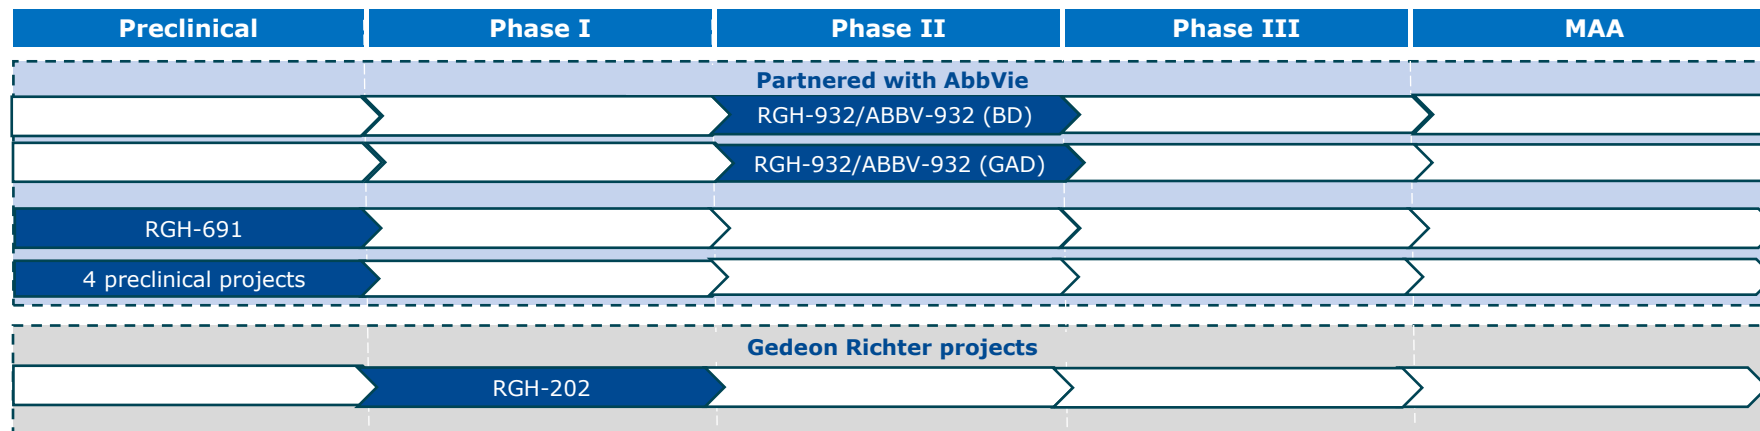 Preclinical Phase I Phase II Phase III MAA
Partnered with AbbVie
RGH-932/ABBV-932 (BD)
RGH-932/ABBV-932 (GAD)
RGH-691
4 preclinical projects
Gedeon Richter projects
RGH-202